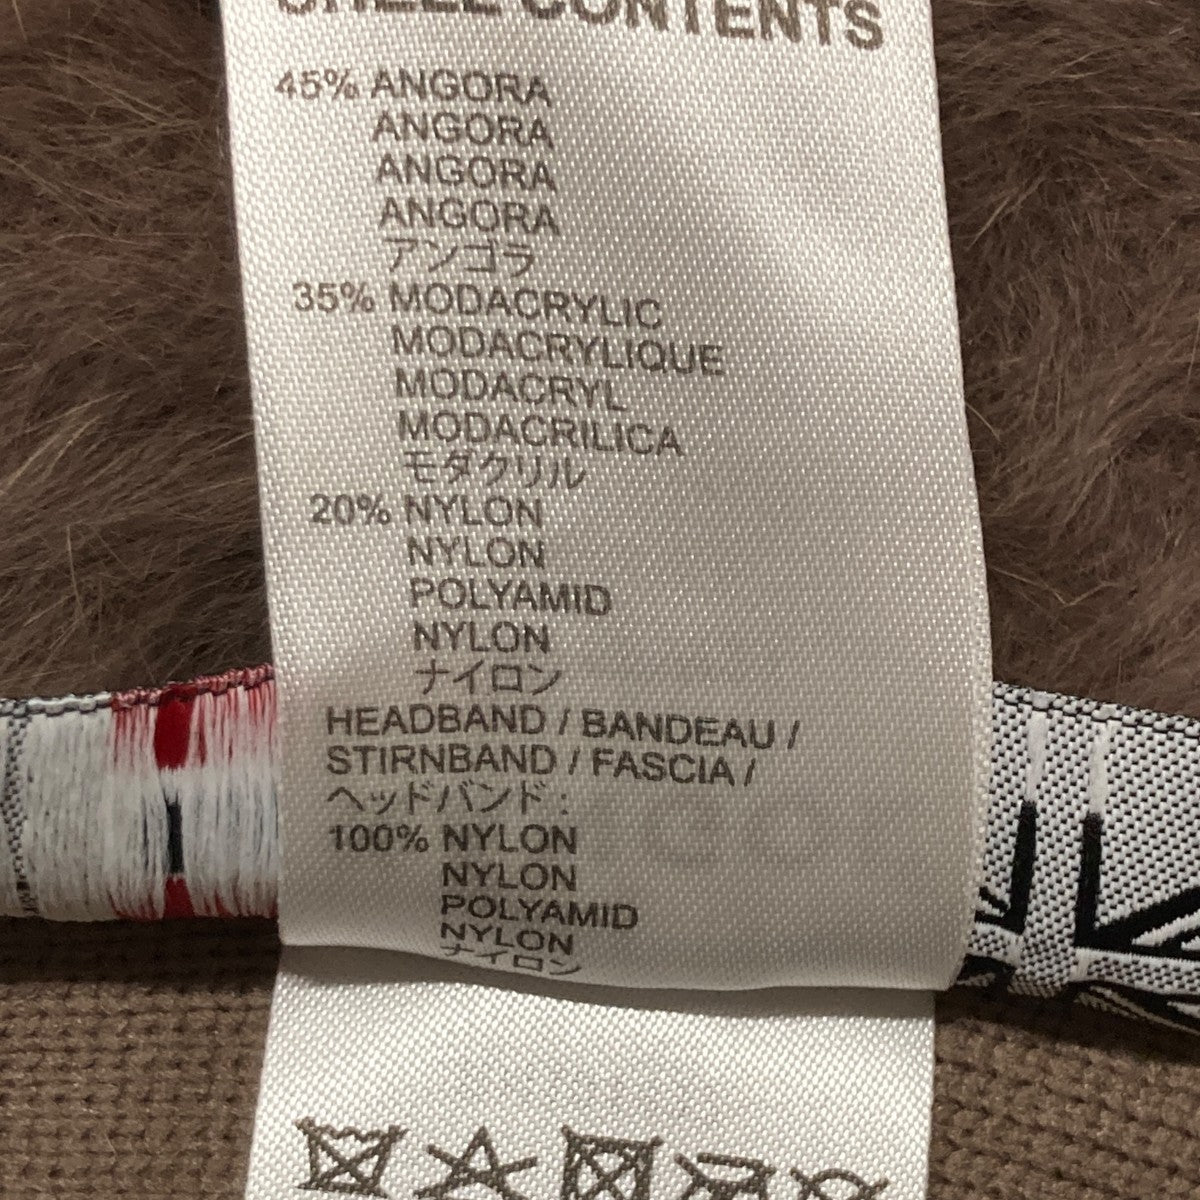 SHELL CONTENTS
45% ANGORA
ANGORA
ANGORA
ANGORA
アンゴラ
35% MODACRYLIC
MODACRYLIQUE
MODACRYL
MODACRILICA
モダクリル
20% NYLON
NYLON
POLYAMID
NYLON
ナイロン
HEADBAND / BANDEAU /
STIRNBAND / FASCIA /
ヘッドバンド :
100% NYLON
NYLON
POLYAMID
NYLON
ナイロン